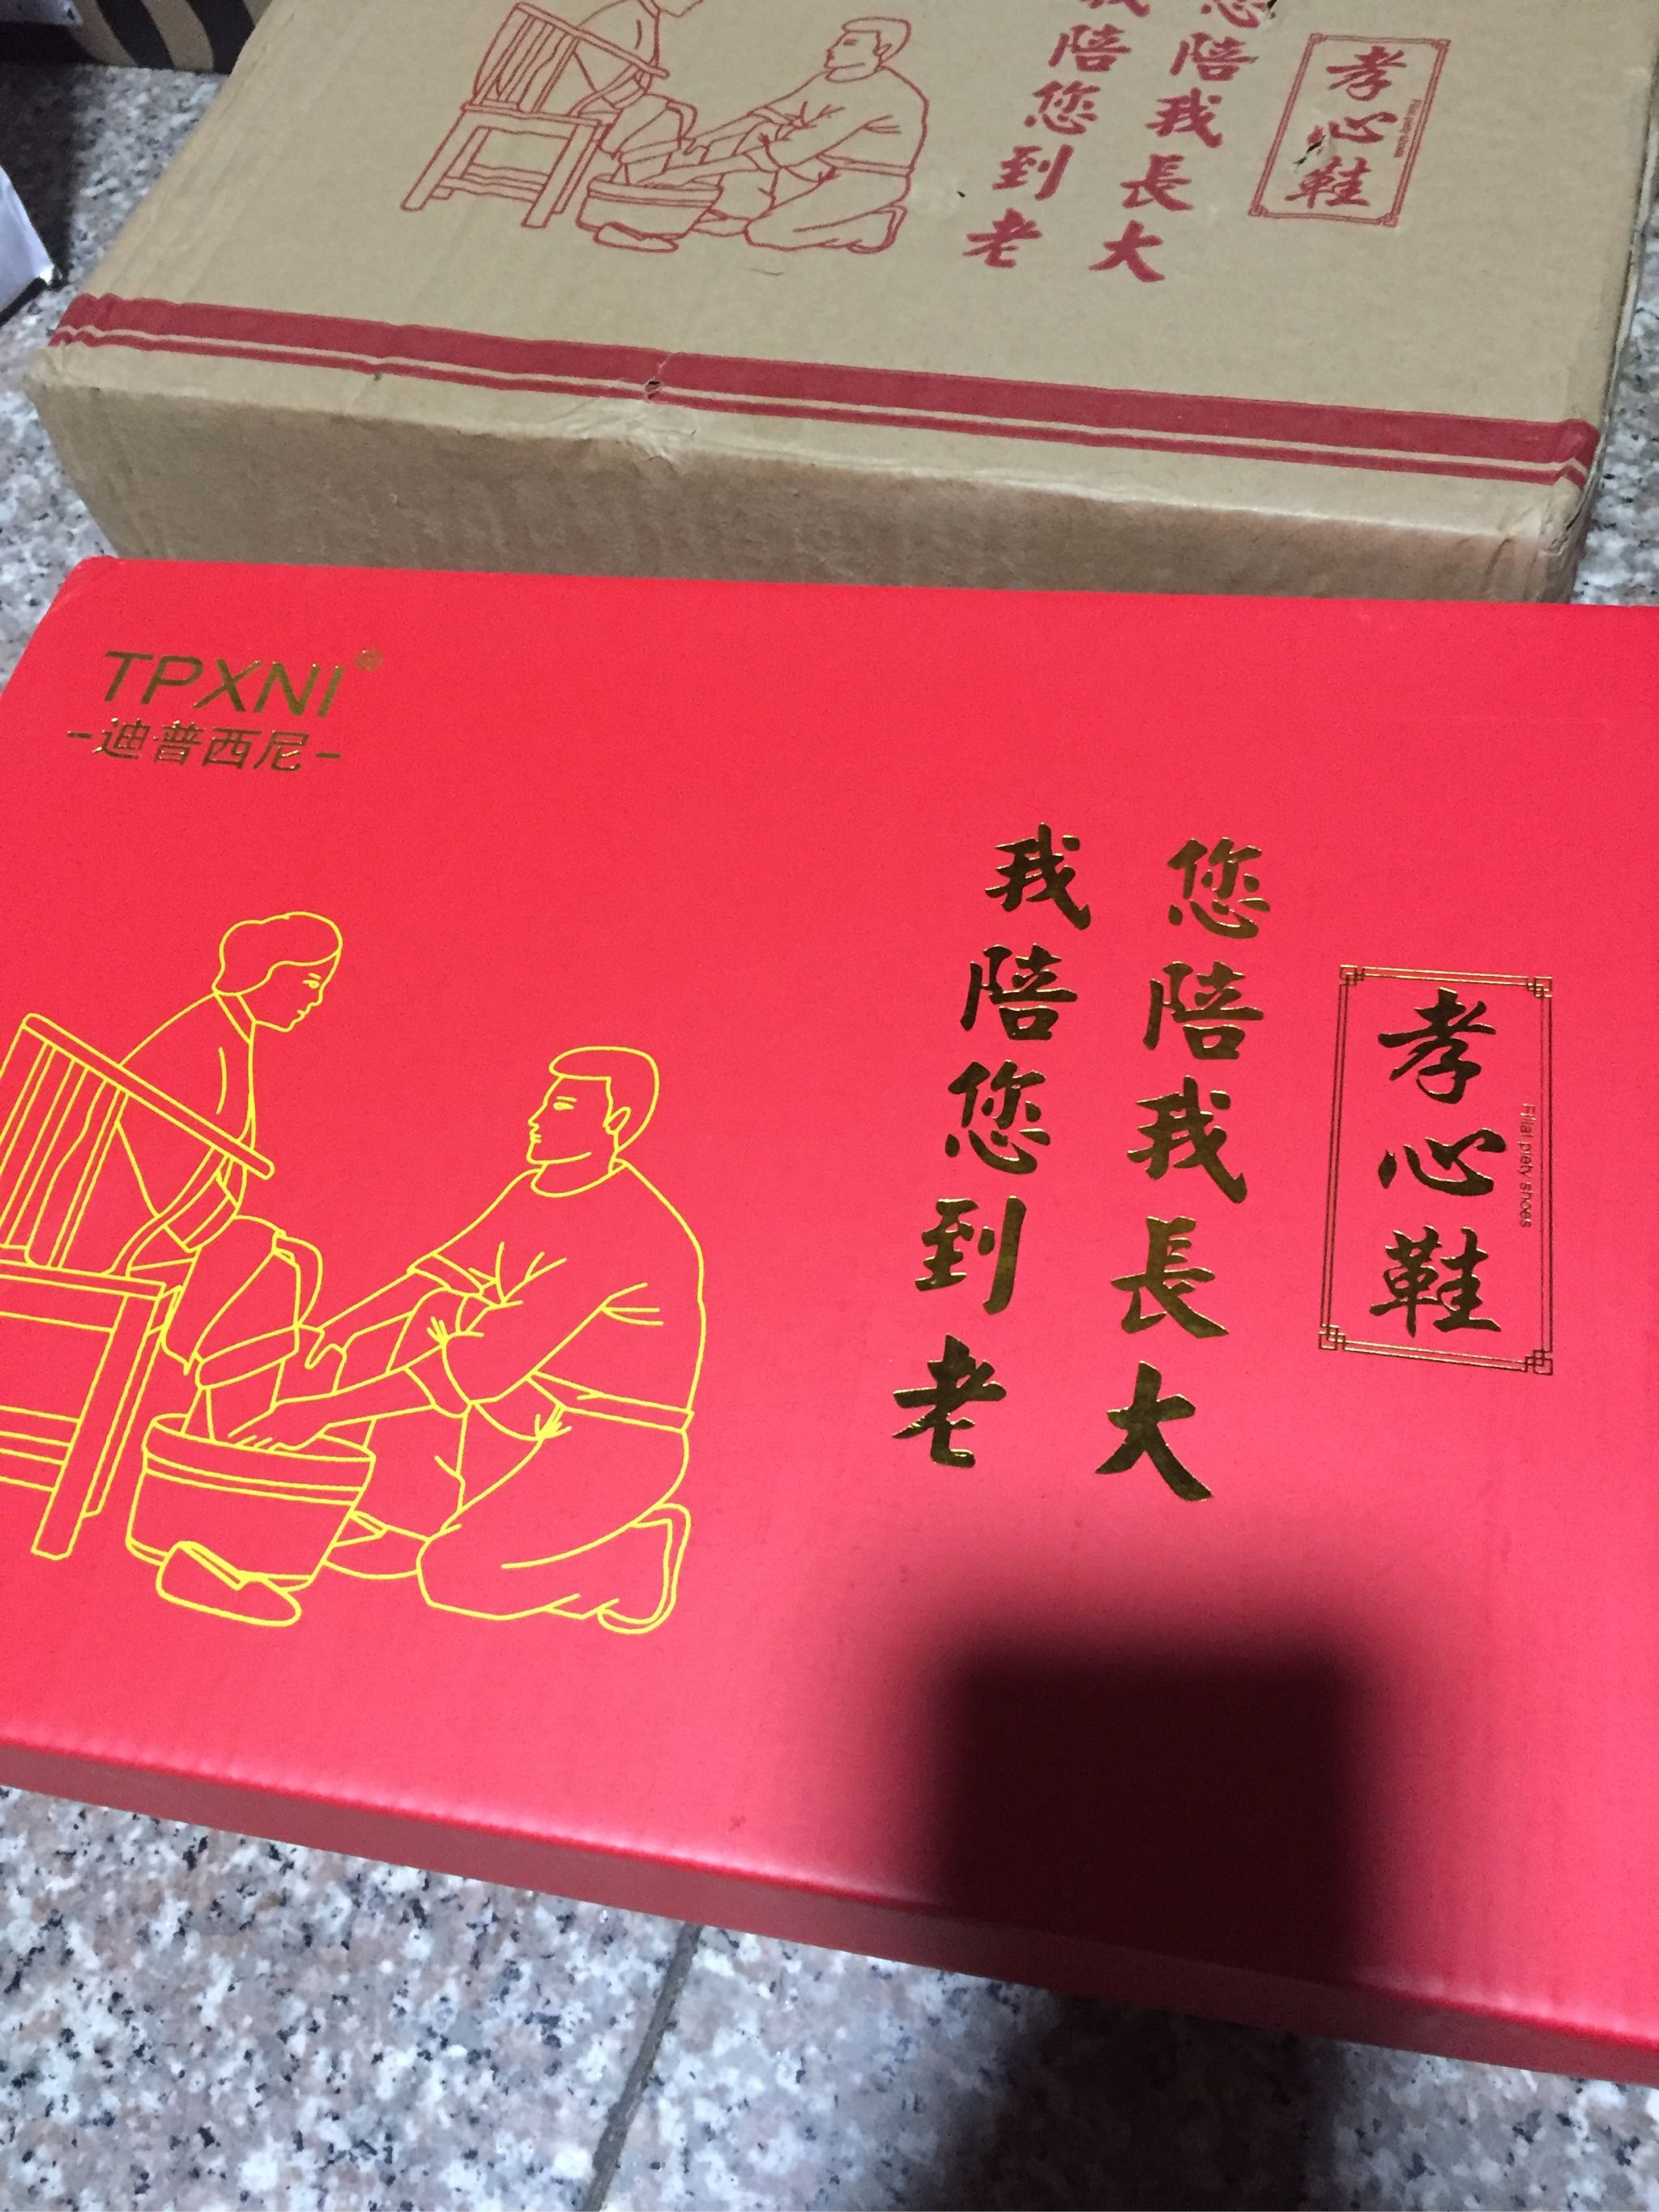 孝心鞋
您陪我長大
我陪您到老
TPXNI®
-迪普西尼-
您陪我長大
我陪您到老
孝心鞋
Filial piety shoes